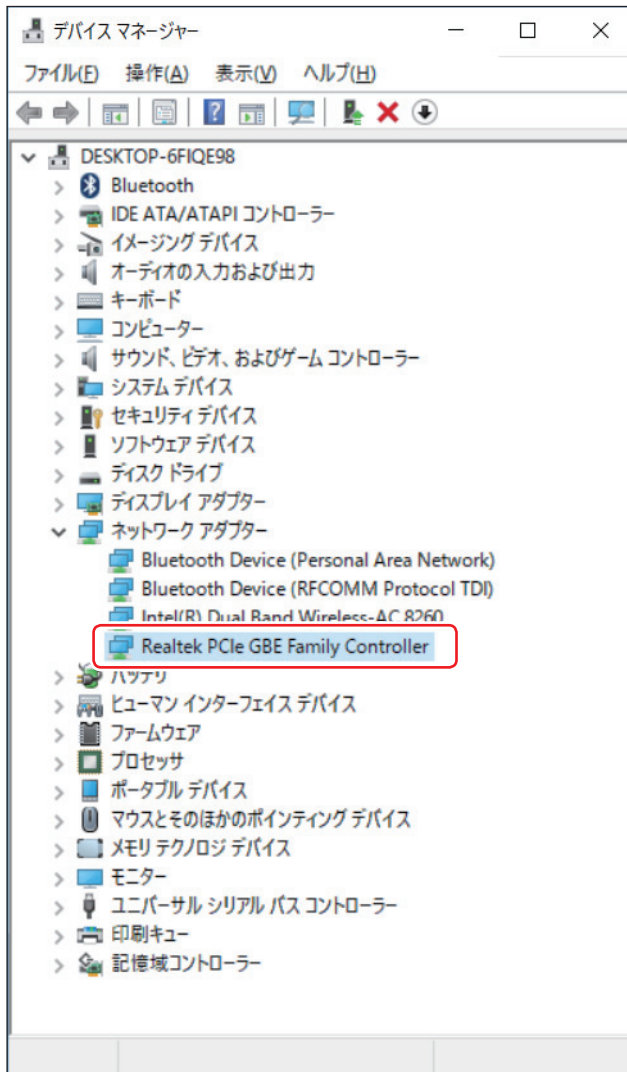 デバイス マネージャー
ファイル(F) 操作(A) 表示(V) ヘルプ(H)
DESKTOP-6FIQE98
Bluetooth
IDE ATA/ATAPI コントローラー
イメージング デバイス
オーディオの入力および出力
キーボード
コンピューター
サウンド、ビデオ、およびゲーム コントローラー
システム デバイス
セキュリティ デバイス
ソフトウェア デバイス
ディスク ドライブ
ディスプレイ アダプター
ネットワーク アダプター
Bluetooth Device (Personal Area Network)
Bluetooth Device (RFCOMM Protocol TDI)
Intel(R) Dual Band Wireless-AC 8260
Realtek PCIe GBE Family Controller
バッテリ
ヒューマン インターフェイス デバイス
ファームウェア
プロセッサ
ポータブル デバイス
マウスとそのほかのポインティング デバイス
メモリ テクノロジ デバイス
モニター
ユニバーサル シリアル バス コントローラー
印刷キュー
記憶域コントローラー